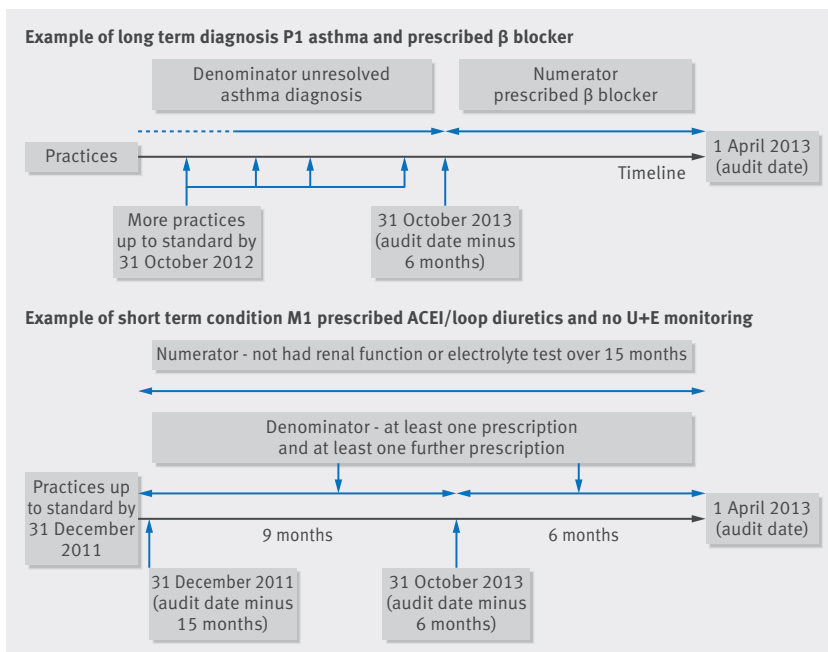 Example of long term diagnosis P1 asthma and prescribed β blocker
Denominator unresolved
asthma diagnosis
Numerator
prescribed β blocker
Practices
Timeline
1 April 2013
(audit date)
More practices
up to standard by
31 October 2012
31 October 2013
(audit date minus
6 months)
Example of short term condition M1 prescribed ACEI/loop diuretics and no U+E monitoring
Numerator - not had renal function or electrolyte test over 15 months
Denominator - at least one prescription
and at least one further prescription
Practices up
to standard by
31 December
2011
9 months
6 months
1 April 2013
(audit date)
31 December 2011
(audit date minus
15 months)
31 October 2013
(audit date minus
6 months)